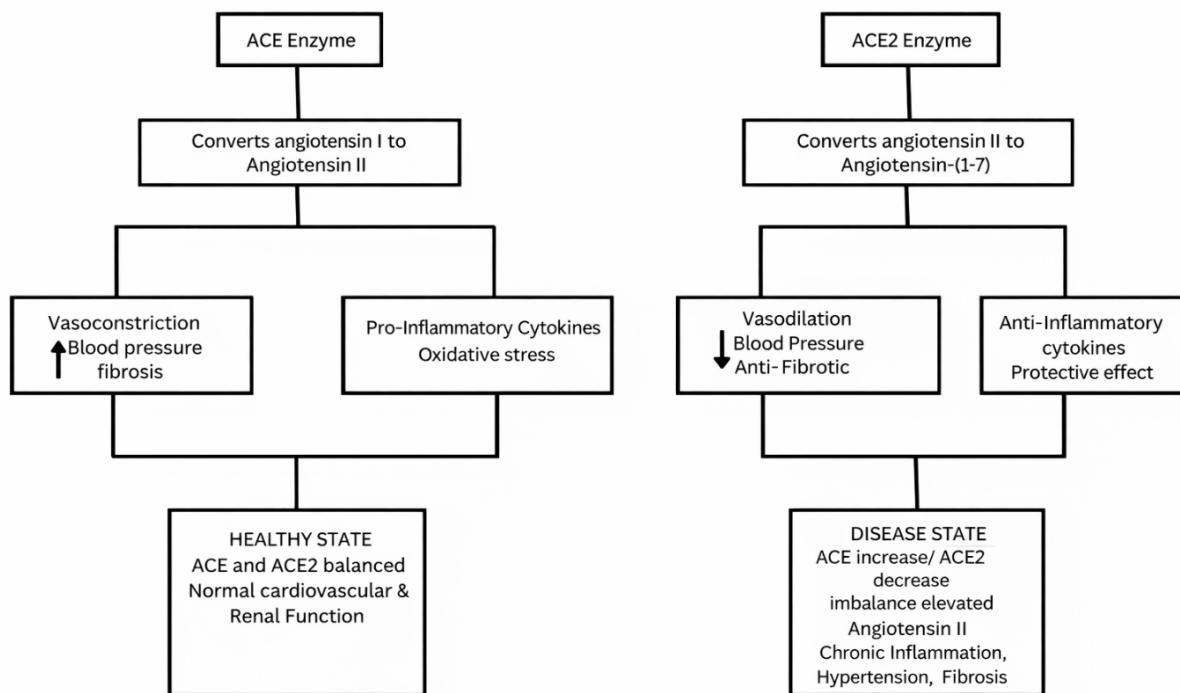 ACE Enzyme
Converts angiotensin I to
Angiotensin II
Vasoconstriction
Blood pressure
fibrosis
Pro-Inflammatory Cytokines
Oxidative stress
HEALTHY STATE
ACE and ACE2 balanced
Normal cardiovascular &
Renal Function
ACE2 Enzyme
Converts angiotensin II to
Angiotensin-(1-7)
Vasodilation
Blood Pressure
Anti-Fibrotic
Anti-Inflammatory
cytokines
Protective effect
DISEASE STATE
ACE increase/ ACE2
decrease
imbalance elevated
Angiotensin II
Chronic Inflammation,
Hypertension, Fibrosis